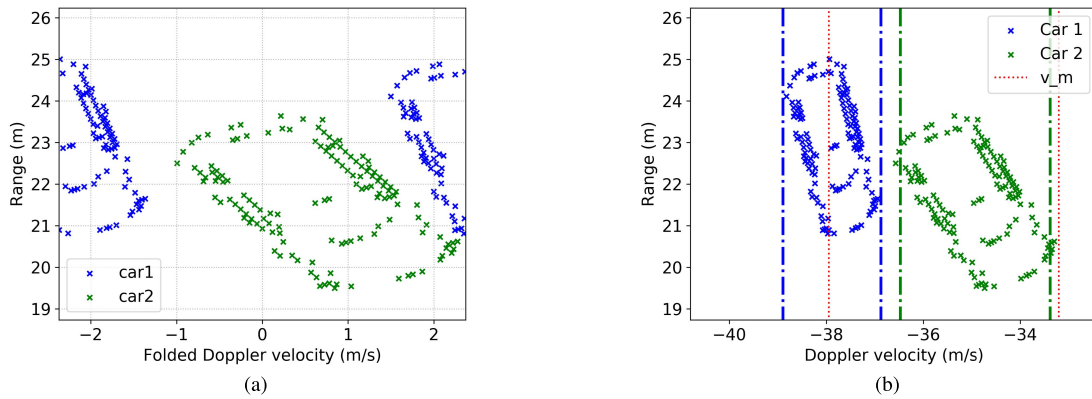 26
25
24
23
22
21
20
19
Range (m)
car1
car2
−2 −1 0 1 2
Folded Doppler velocity (m/s)
(a)
26
25
24
23
22
21
20
19
Range (m)
Car 1
Car 2
v_m
−40 −38 −36 −34
Doppler velocity (m/s)
(b)